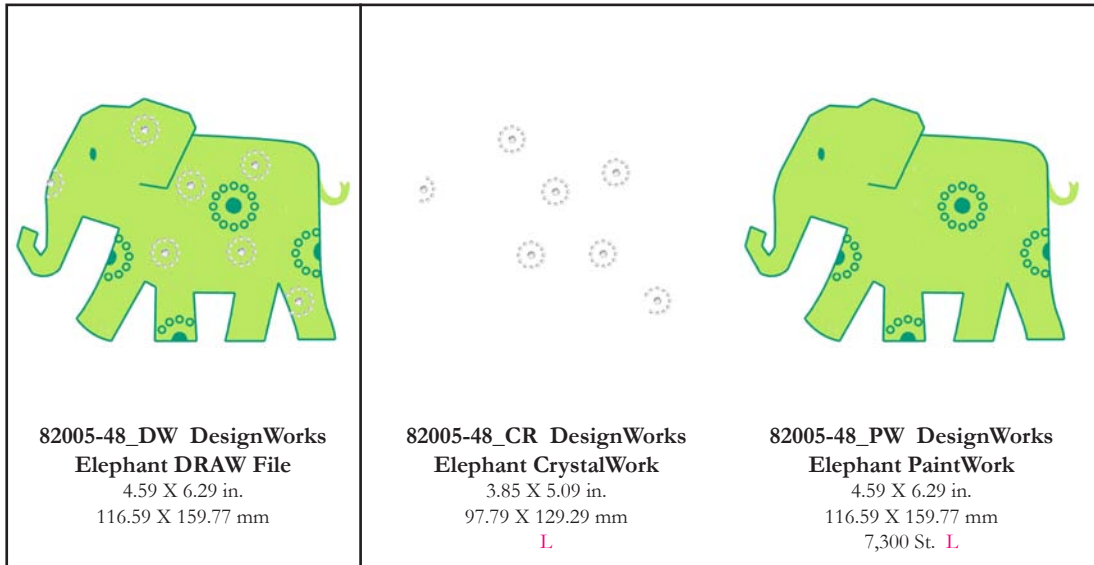 82005-48_DW DesignWorks
Elephant DRAW File
4.59 X 6.29 in.
116.59 X 159.77 mm
82005-48_CR DesignWorks
Elephant CrystalWork
3.85 X 5.09 in.
97.79 X 129.29 mm
L
82005-48_PW DesignWorks
Elephant PaintWork
4.59 X 6.29 in.
116.59 X 159.77 mm
7,300 St. L